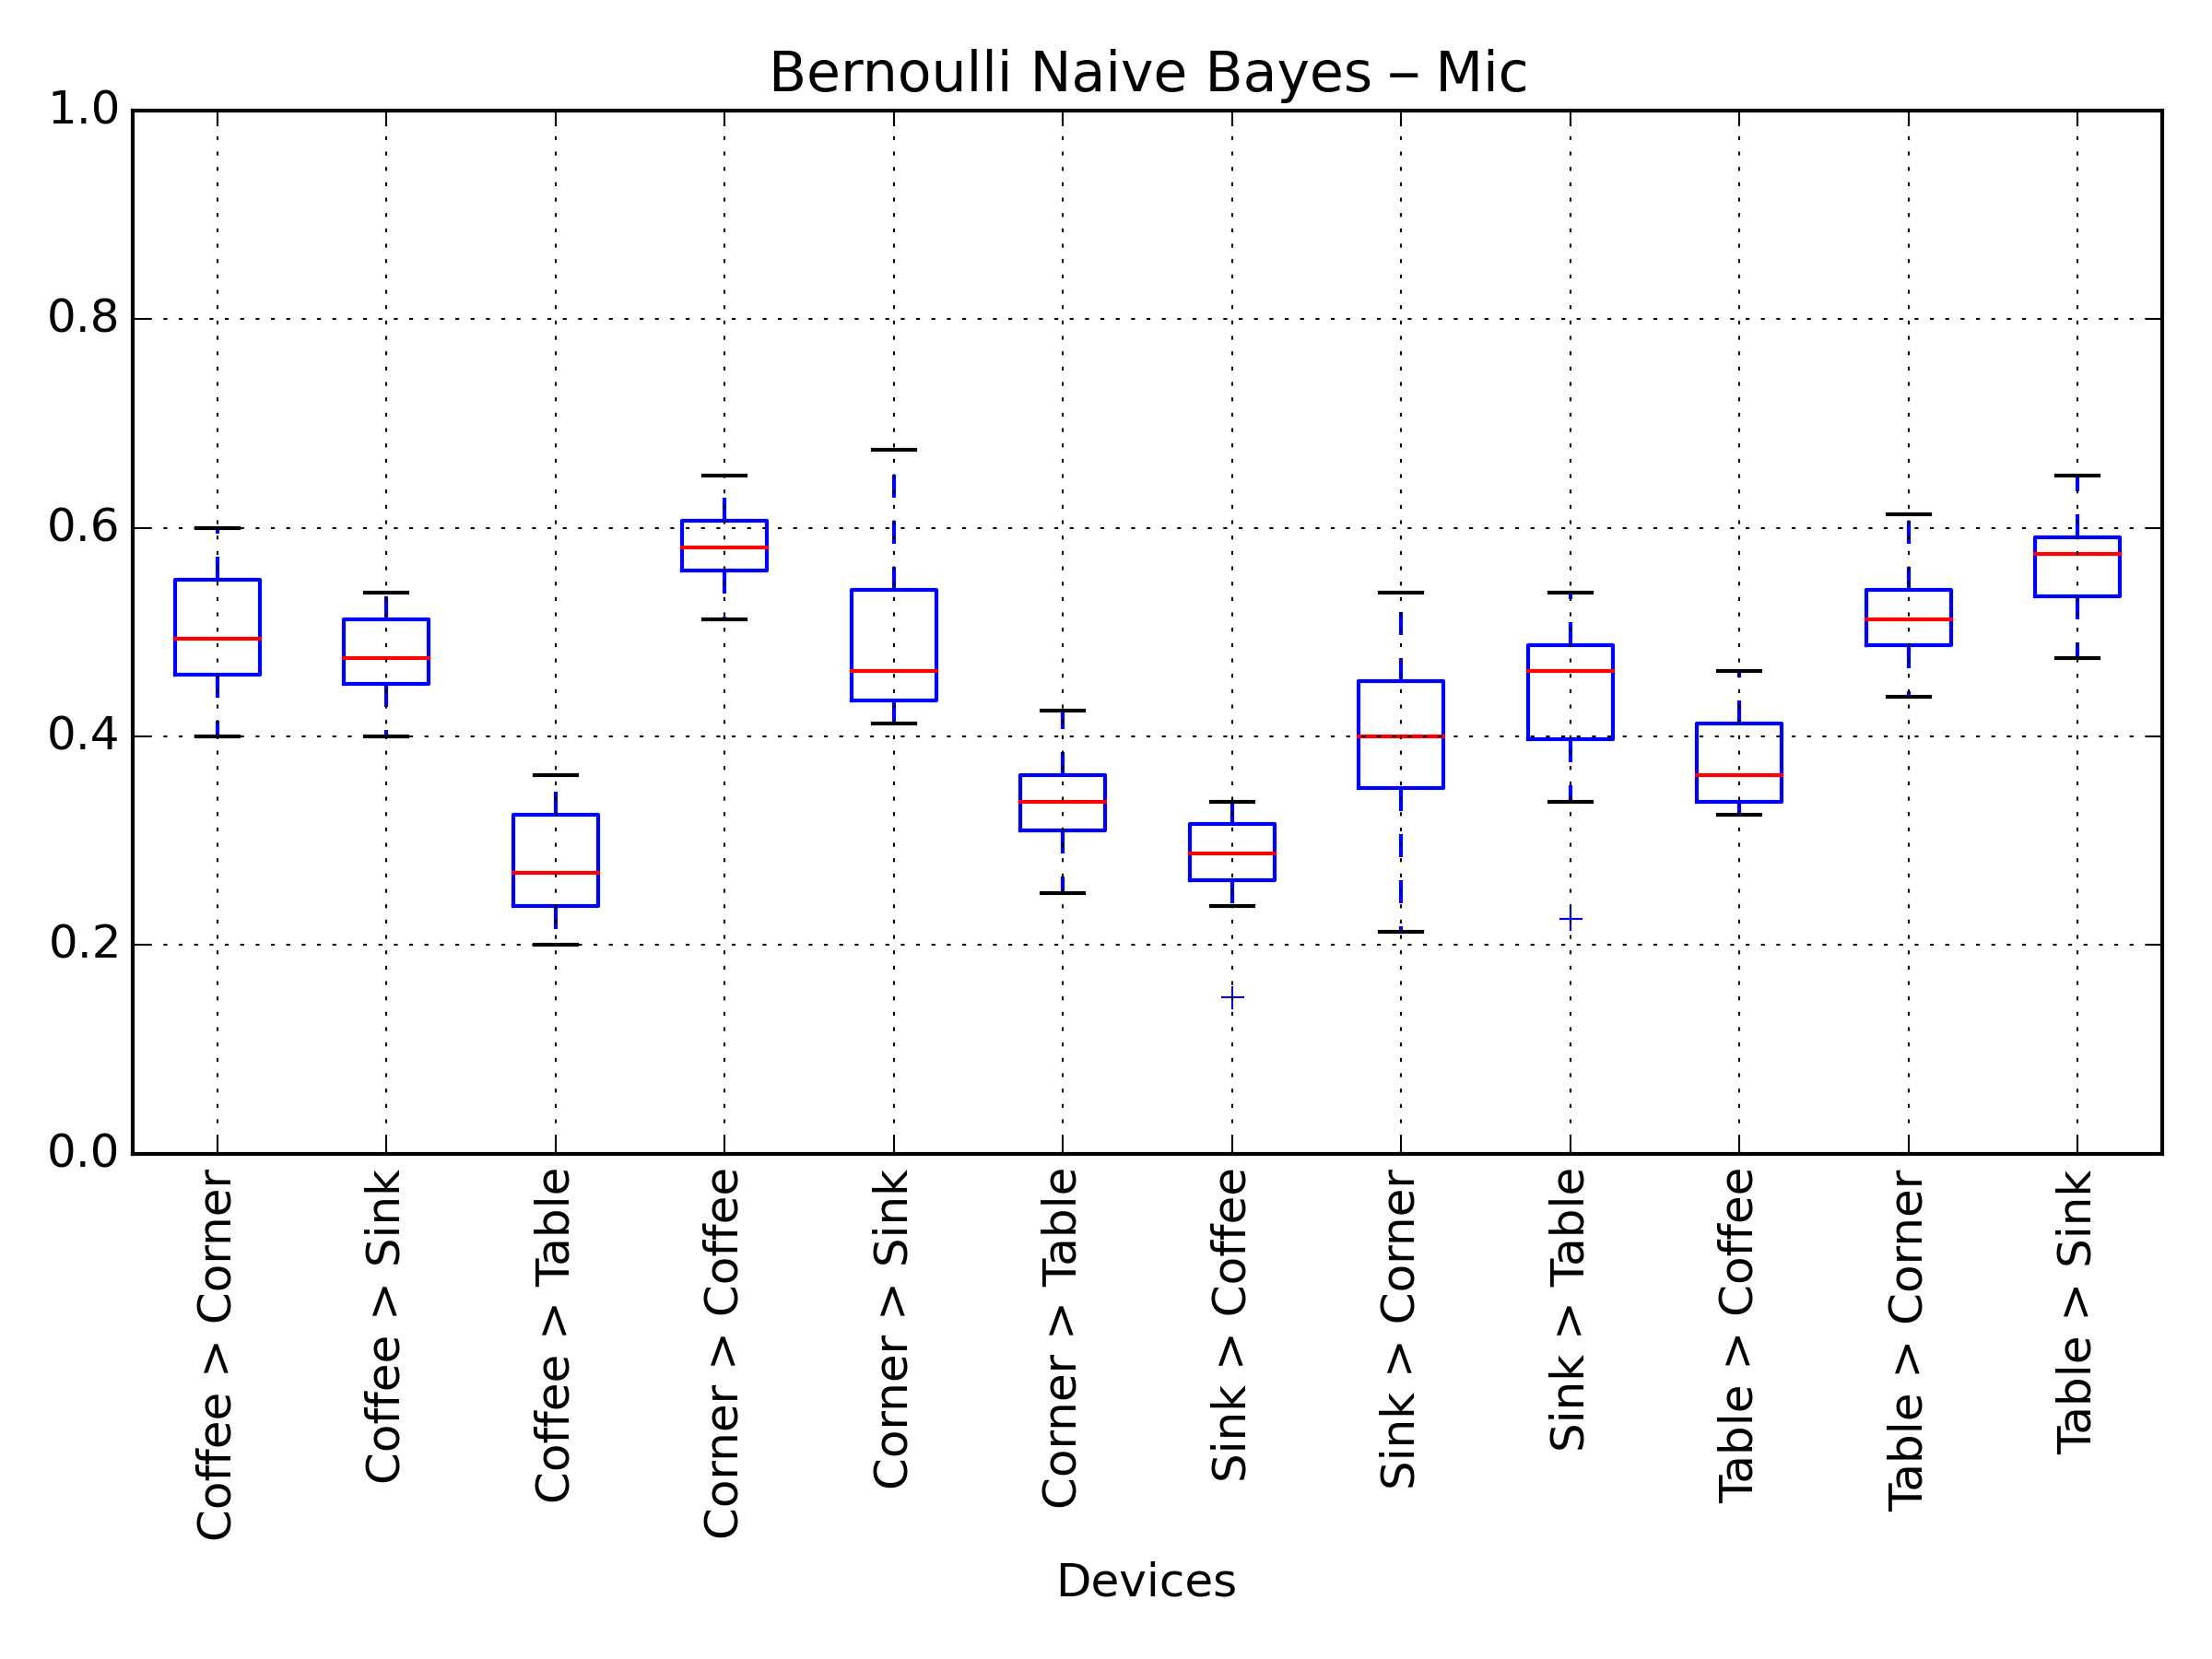 Bernoulli Naive Bayes – Mic
1.0
0.8
0.6
0.4
0.2
0.0
Coffee > Corner
Coffee > Sink
Coffee > Table
Corner > Coffee
Corner > Sink
Corner > Table
Sink > Coffee
Sink > Corner
Sink > Table
Table > Coffee
Table > Corner
Table > Sink
Devices